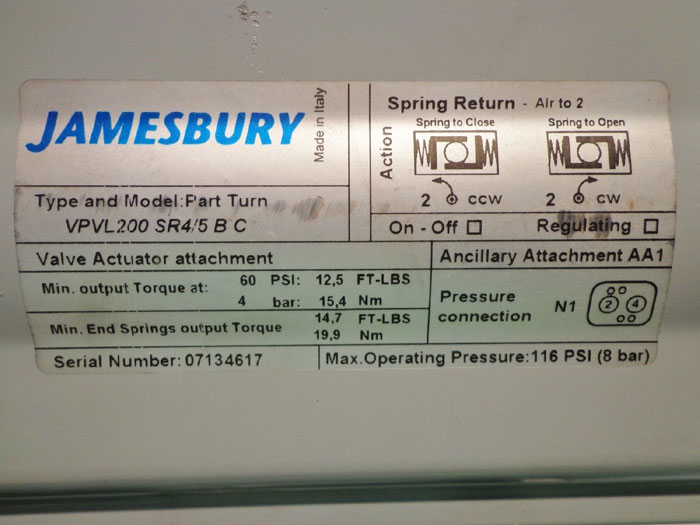 JAMESBURY
Made in Italy
Type and Model:Part Turn
VPVL200 SR4/5 B C
Action
Spring Return - Air to 2
Spring to Close
Spring to Open
2 CCW
2 CW
On - Off
Regulating
Valve Actuator attachment
Ancillary Attachment AA1
Min. output Torque at: 60 PSI: 12,5 FT-LBS
4 bar: 15,4 Nm
Min. End Springs output Torque 14,7 FT-LBS
19,9 Nm
Pressure
connection
N1
2 4
Serial Number: 07134617
Max.Operating Pressure:116 PSI (8 bar)